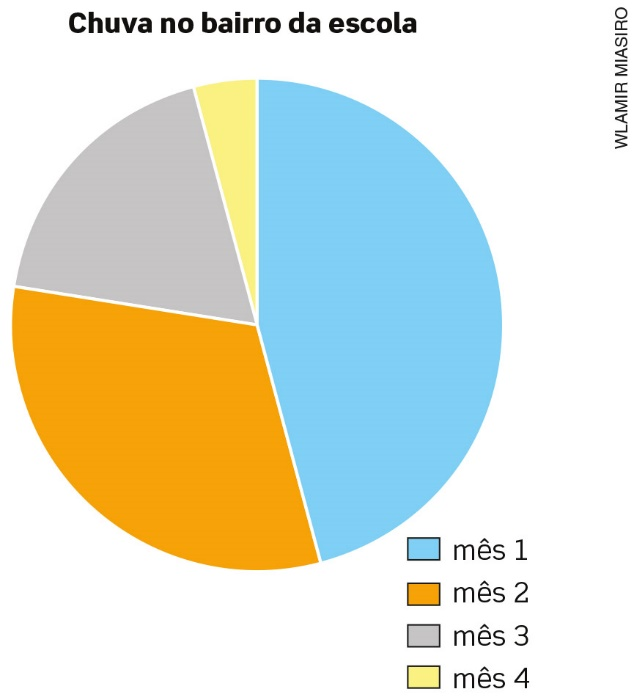 Chuva no bairro da escola
WLAMIR MIASIRO
mês 1
mês 2
mês 3
mês 4